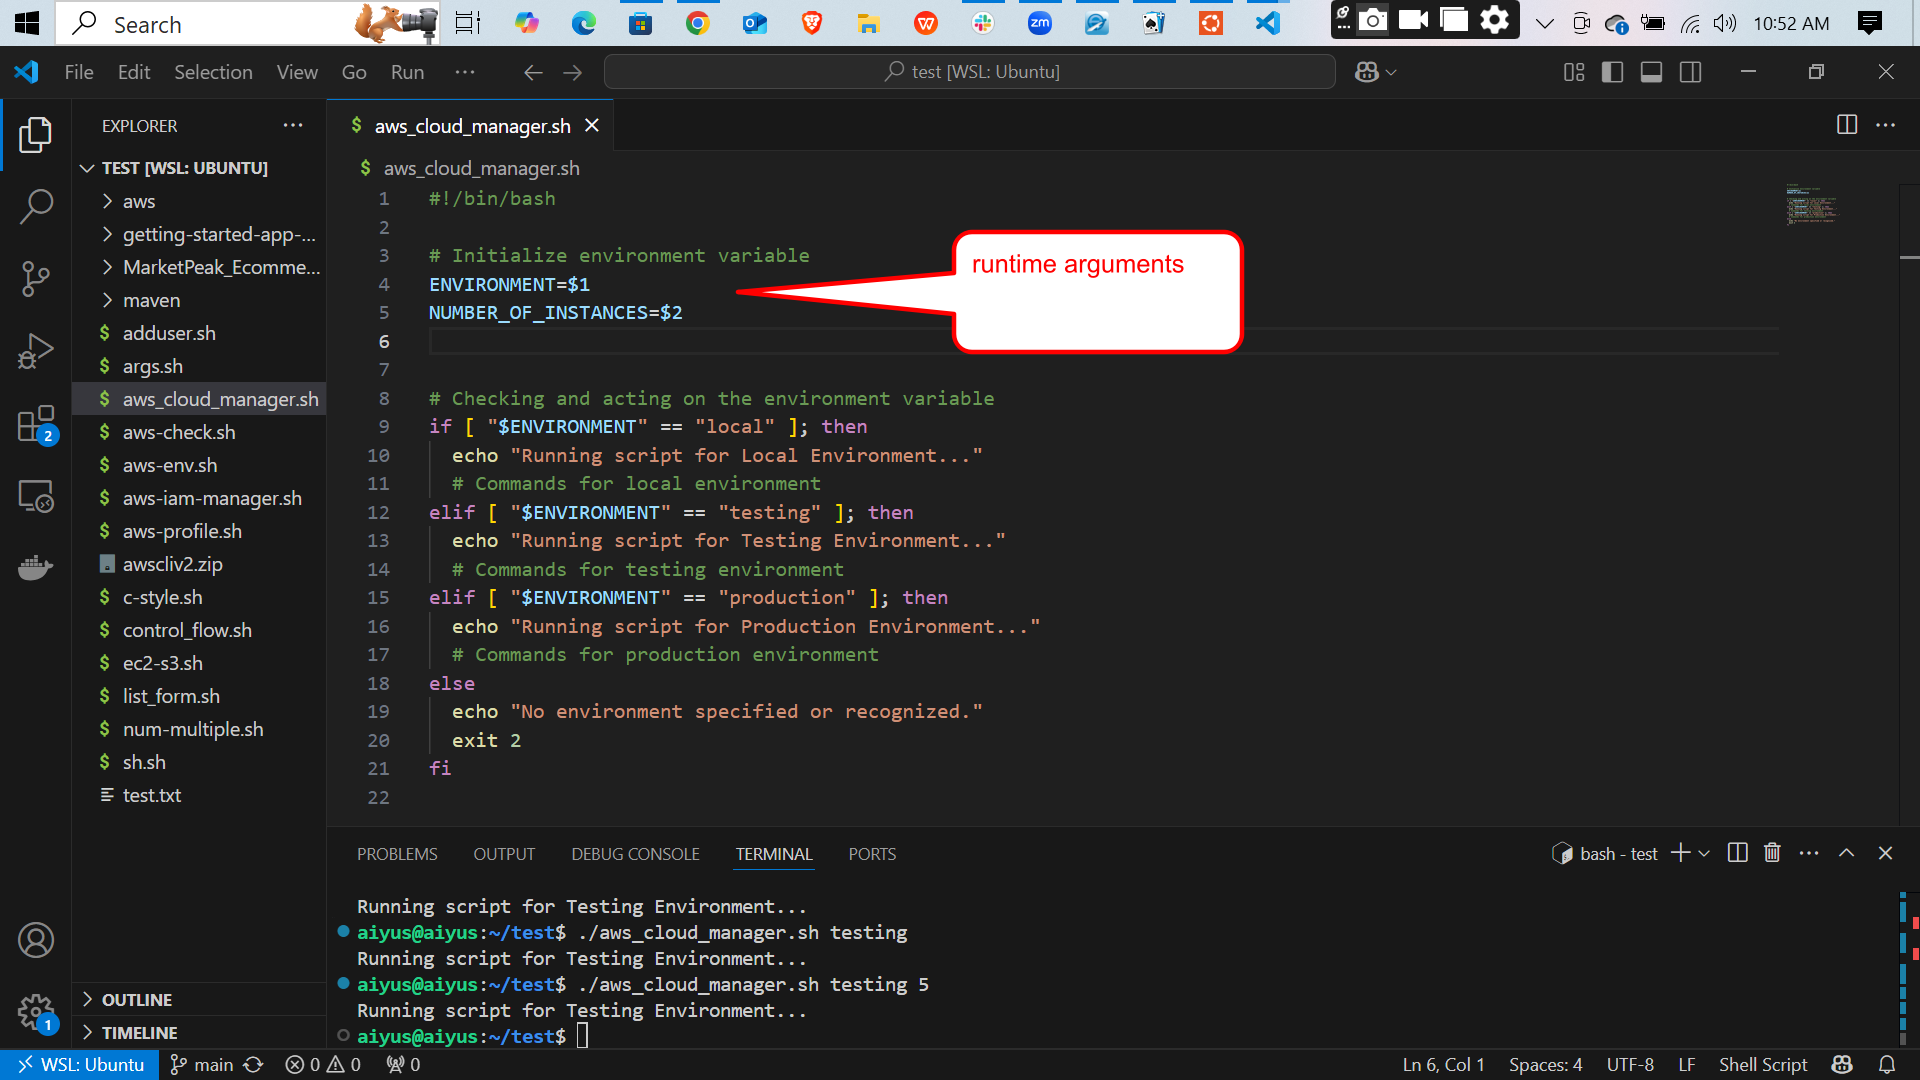 Search
zm
10:52 AM
File Edit Selection View Go Run ...
test [WSL: Ubuntu]
EXPLORER ...
TEST [WSL: UBUNTU]
aws
getting-started-app-...
MarketPeak_Ecomme...
maven
$ adduser.sh
$ args.sh
$ aws_cloud_manager.sh
$ aws-check.sh
$ aws-env.sh
$ aws-iam-manager.sh
$ aws-profile.sh
awscliv2.zip
$ c-style.sh
$ control_flow.sh
$ ec2-s3.sh
$ list_form.sh
$ num-multiple.sh
$ sh.sh
test.txt
OUTLINE
TIMELINE
2
1
$ aws_cloud_manager.sh
$ aws_cloud_manager.sh
1 #!/bin/bash
2
3 # Initialize environment variable
4 ENVIRONMENT=$1
5 NUMBER_OF_INSTANCES=$2
6
7
8 # Checking and acting on the environment variable
9 if [ "$ENVIRONMENT" == "local" ]; then
10 echo "Running script for Local Environment..."
11 # Commands for local environment
12 elif [ "$ENVIRONMENT" == "testing" ]; then
13 echo "Running script for Testing Environment..."
14 # Commands for testing environment
15 elif [ "$ENVIRONMENT" == "production" ]; then
16 echo "Running script for Production Environment..."
17 # Commands for production environment
18 else
19 echo "No environment specified or recognized."
20 exit 2
21 fi
22
runtime arguments
PROBLEMS OUTPUT DEBUG CONSOLE TERMINAL PORTS
bash - test
Running script for Testing Environment...
aiyus@aiyus:~/test$ ./aws_cloud_manager.sh testing
Running script for Testing Environment...
aiyus@aiyus:~/test$ ./aws_cloud_manager.sh testing 5
Running script for Testing Environment...
aiyus@aiyus:~/test$
WSL: Ubuntu main 0 0 0
Ln 6, Col 1 Spaces: 4 UTF-8 LF Shell Script